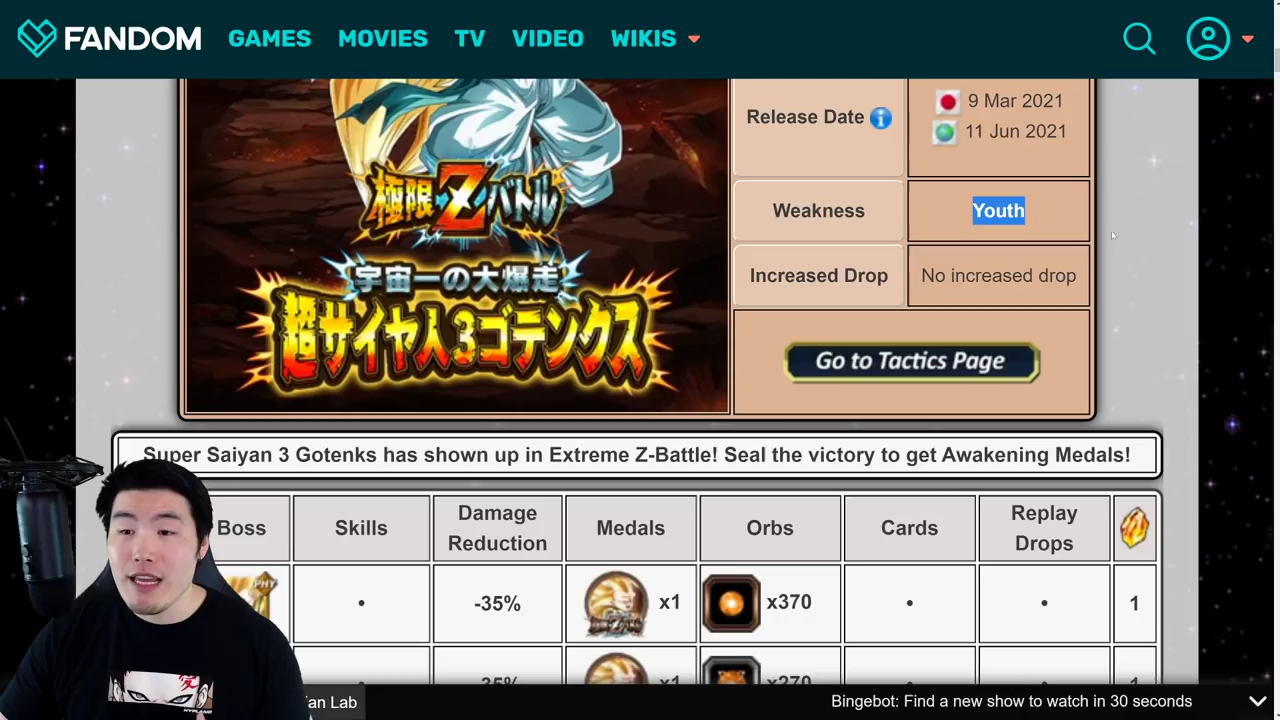 FANDOM GAMES MOVIES TV VIDEO WIKIS
Release Date
9 Mar 2021
11 Jun 2021
Weakness
Youth
Increased Drop
No increased drop
Go to Tactics Page
極限Zバトル
宇宙一の大爆走
超サイヤ人3ゴテンクス
Super Saiyan 3 Gotenks has shown up in Extreme Z-Battle! Seal the victory to get Awakening Medals!
Boss
Skills
Damage
Reduction
Medals
Orbs
Cards
Replay
Drops
PHY
-35%
x1
x370
1
x1
x270
Lab
Bingebot: Find a new show to watch in 30 seconds